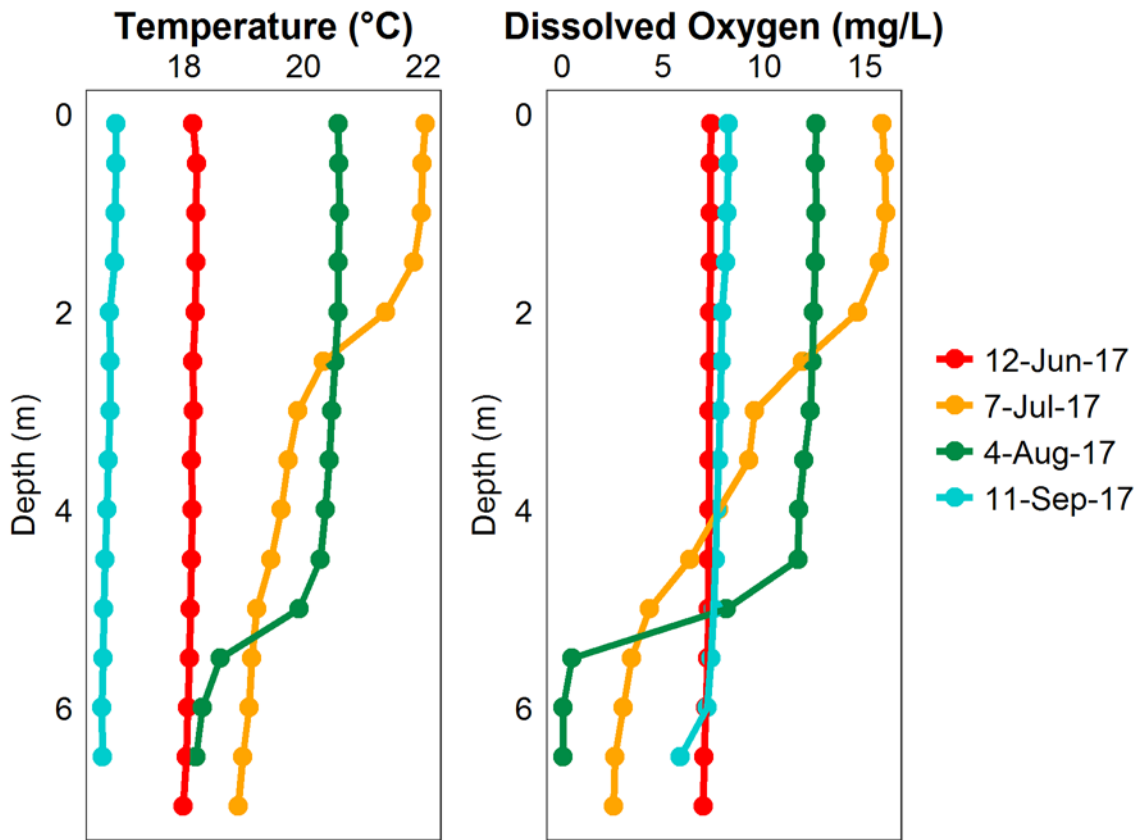 Temperature (°C)
18 20 22
0
2
4
6
Depth (m)
Dissolved Oxygen (mg/L)
0 5 10 15
0
2
4
6
Depth (m)
12-Jun-17
7-Jul-17
4-Aug-17
11-Sep-17